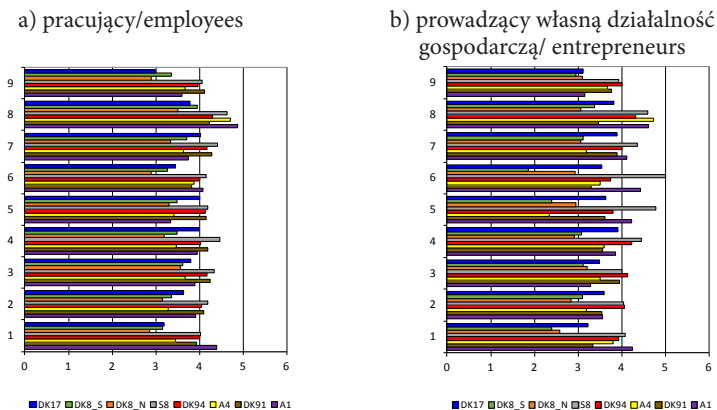 a) pracujący/employees
9
8
7
6
5
4
3
2
1
0 1 2 3 4 5 6
DK17 DK8_S DK8_N S8 DK94 A4 DK91 A1
b) prowadzący własną działalność
gospodarczą/ entrepreneurs
9
8
7
6
5
4
3
2
1
0 1 2 3 4 5 6
DK17 DK8_S DK8_N S8 DK94 A4 DK91 A1